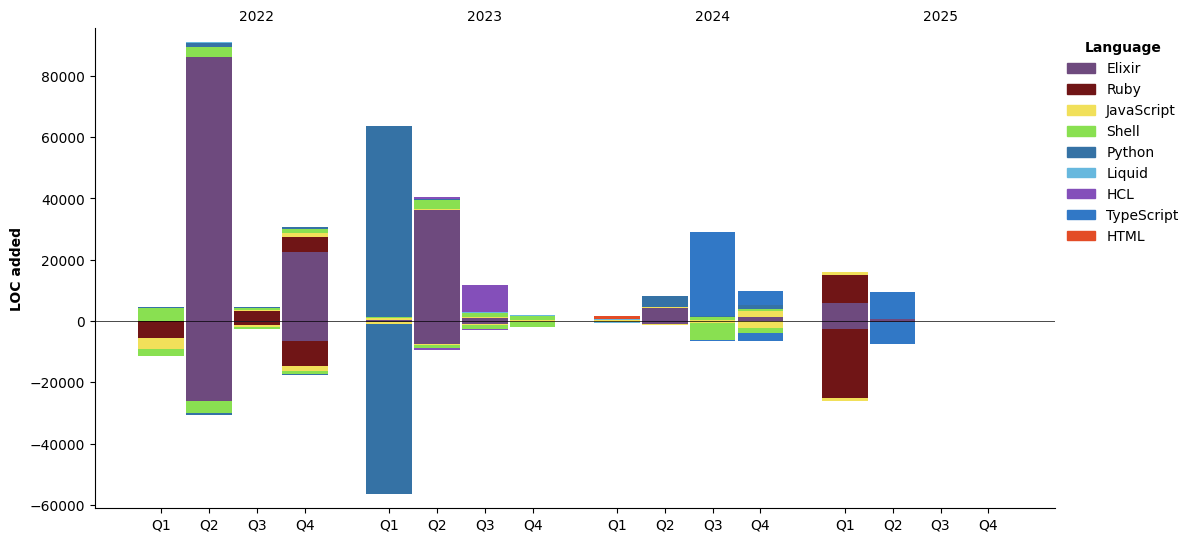 2022 2023 2024 2025
Language
Elixir
Ruby
JavaScript
Shell
Python
Liquid
HCL
TypeScript
HTML
LOC added
80000
60000
40000
20000
0
−20000
−40000
−60000
Q1 Q2 Q3 Q4 Q1 Q2 Q3 Q4 Q1 Q2 Q3 Q4 Q1 Q2 Q3 Q4